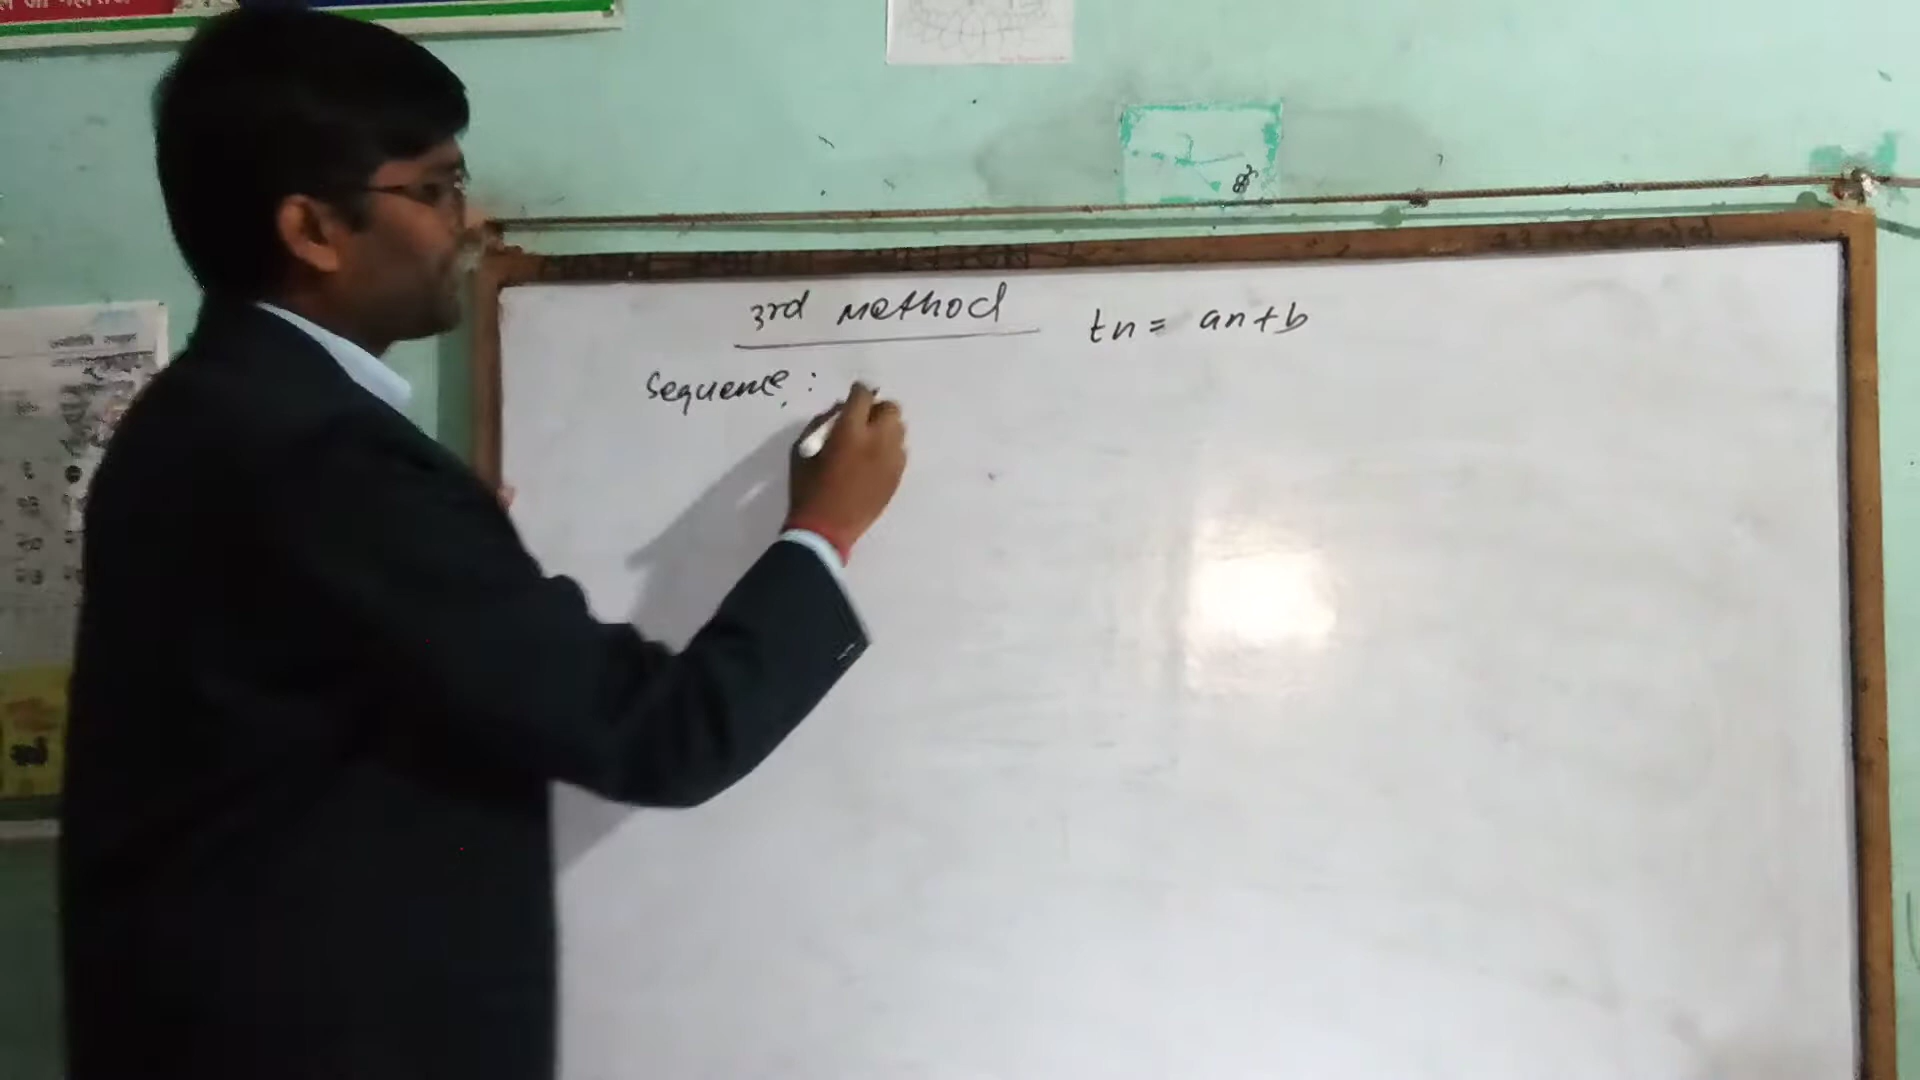 3rd Method tn = an+b
Sequence :